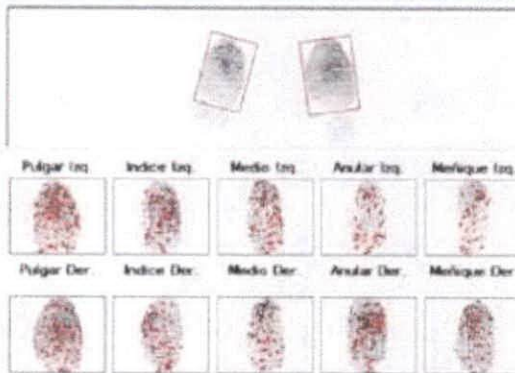 Pulgar Izq. Indice Izq. Medio Izq. Anular Izq. Meñique Izq.
Pulgar Der. Indice Der. Medio Der. Anular Der. Meñique Der.